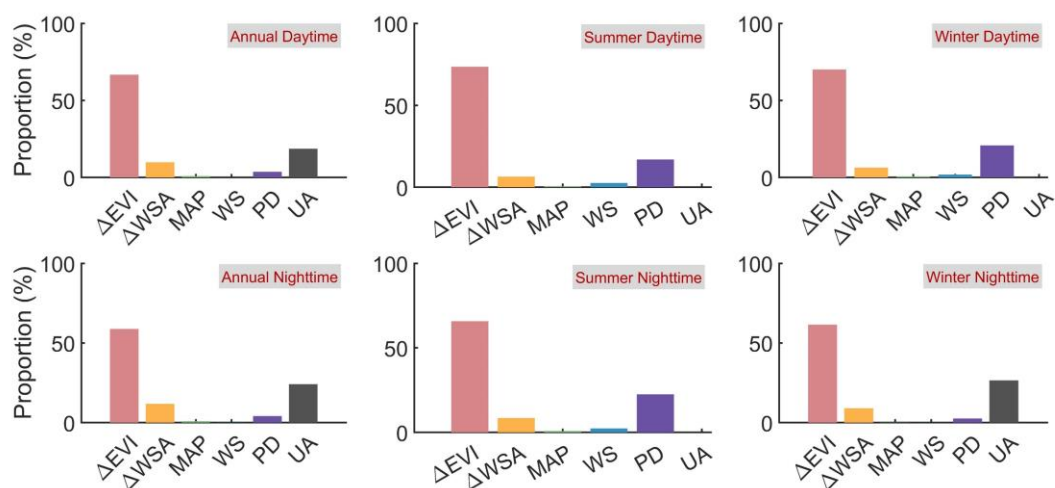 Proportion (%)
100
50
0
Annual Daytime
ΔEVI
ΔWSA
MAP
WS
PD
UA
100
50
0
Summer Daytime
ΔEVI
ΔWSA
MAP
WS
PD
UA
100
50
0
Winter Daytime
ΔEVI
ΔWSA
MAP
WS
PD
UA
Proportion (%)
100
50
0
Annual Nighttime
ΔEVI
ΔWSA
MAP
WS
PD
UA
100
50
0
Summer Nighttime
ΔEVI
ΔWSA
MAP
WS
PD
UA
100
50
0
Winter Nighttime
ΔEVI
ΔWSA
MAP
WS
PD
UA